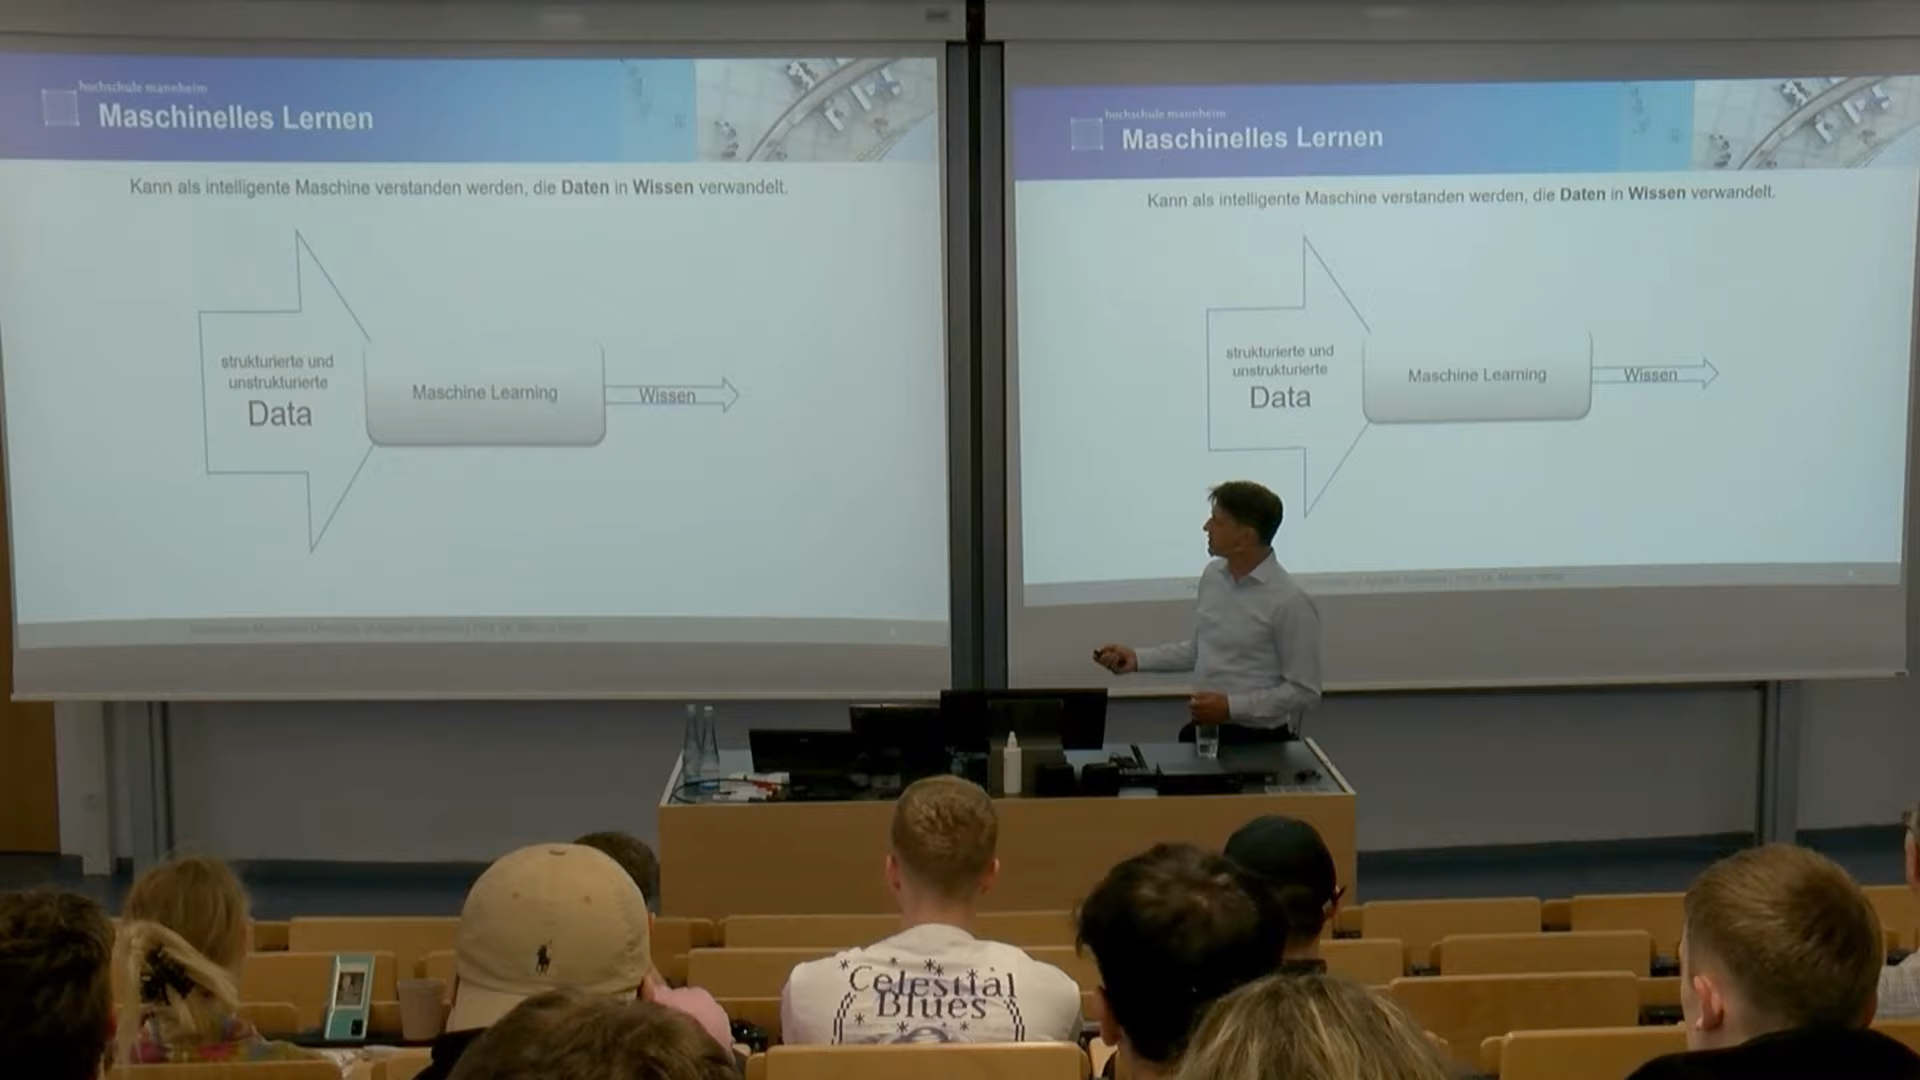 hochschule mannheim
Maschinelles Lernen
Kann als intelligente Maschine verstanden werden, die Daten in Wissen verwandelt.
strukturierte und
unstrukturierte
Data
Maschine Learning
Wissen
hochschule mannheim
Maschinelles Lernen
Kann als intelligente Maschine verstanden werden, die Daten in Wissen verwandelt.
strukturierte und
unstrukturierte
Data
Maschine Learning
Wissen
Celestial
Blues